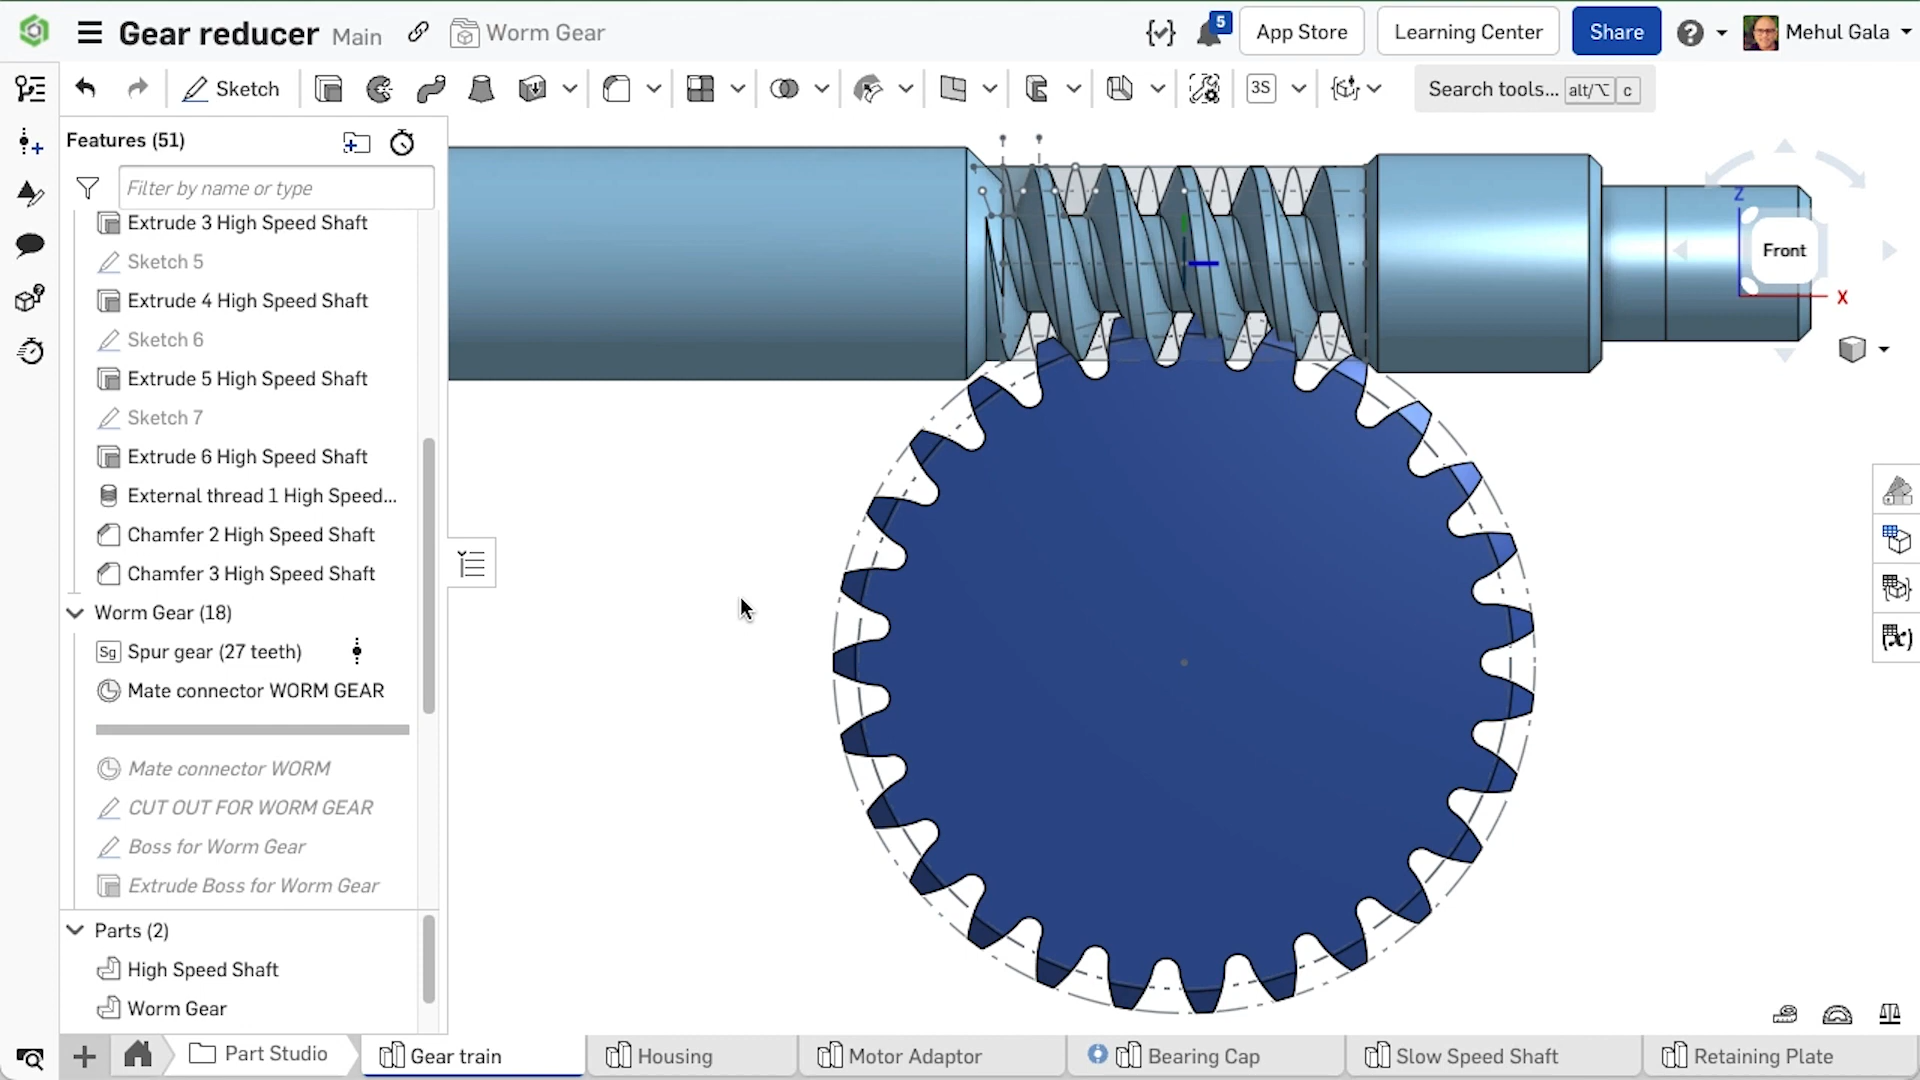 Gear reducer Main Worm Gear 5 App Store Learning Center Share Mehul Gala
Sketch 3S Search tools... alt/⌥ c
Features (51)
Filter by name or type
Extrude 3 High Speed Shaft
Sketch 5
Extrude 4 High Speed Shaft
Sketch 6
Extrude 5 High Speed Shaft
Sketch 7
Extrude 6 High Speed Shaft
External thread 1 High Speed...
Chamfer 2 High Speed Shaft
Chamfer 3 High Speed Shaft
Worm Gear (18)
Sg Spur gear (27 teeth)
Mate connector WORM GEAR
Mate connector WORM
CUT OUT FOR WORM GEAR
Boss for Worm Gear
Extrude Boss for Worm Gear
Parts (2)
High Speed Shaft
Worm Gear
Z
Front
X
(x)
Part Studio Gear train Housing Motor Adaptor Bearing Cap Slow Speed Shaft Retaining Plate